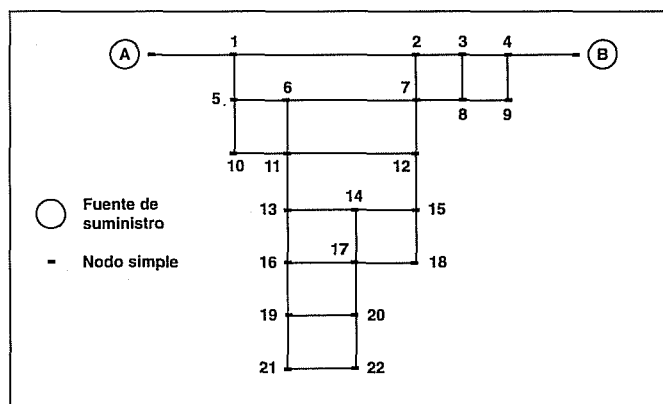 1 2 3 4
A B
5 6 7 8 9
10 11 12
13 14 15
Fuente de
suministro
16 17 18
Nodo simple
19 20
21 22